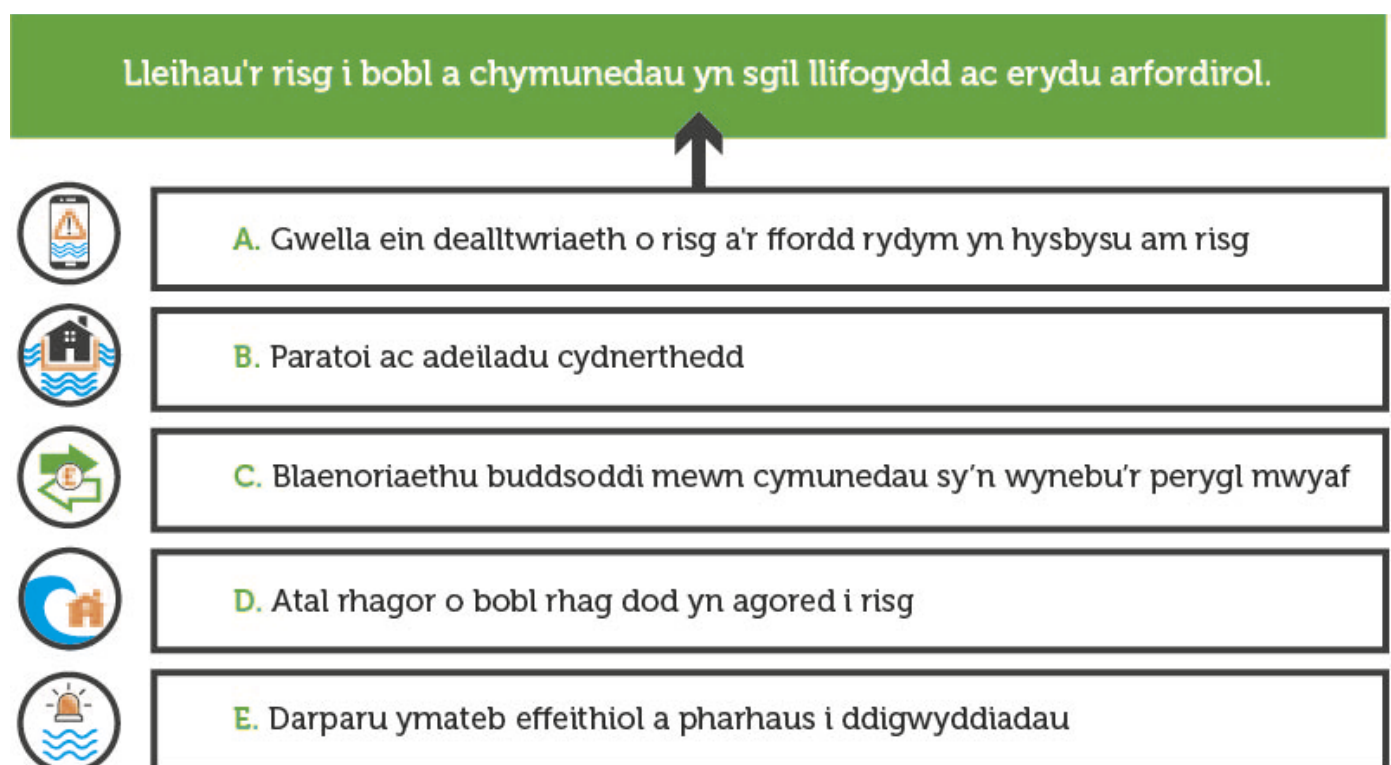 Lleihau'r risg i bobl a chymunedau yn sgil llifogydd ac erydu arfordirol.
A. Gwella ein dealltwriaeth o risg a'r ffordd rydym yn hysbysu am risg
B. Paratoi ac adeiladu cydnerthedd
C. Blaenoriaethu buddsoddi mewn cymunedau sy’n wynebu’r perygl mwyaf
D. Atal rhagor o bobl rhag dod yn agored i risg
E. Darparu ymateb effeithiol a pharhaus i ddigwyddiadau